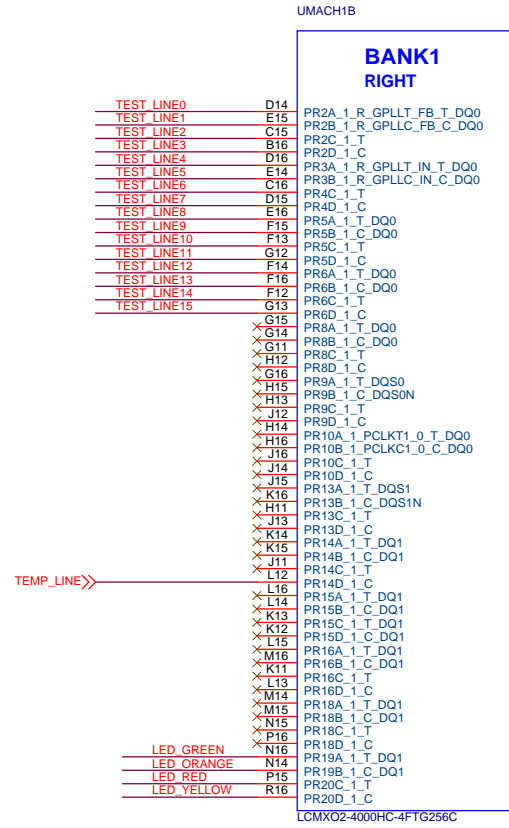 UMACH1B
BANK1
RIGHT
TEST_LINE0 D14 PR2A_1_R_GPLLT_FB_T_DQ0
TEST_LINE1 E15 PR2B_1_R_GPLLC_FB_C_DQ0
TEST_LINE2 C15 PR2C_1_T
TEST_LINE3 B16 PR2D_1_C
TEST_LINE4 D16 PR3A_1_R_GPLLT_IN_T_DQ0
TEST_LINE5 E14 PR3B_1_R_GPLLC_IN_C_DQ0
TEST_LINE6 C16 PR4C_1_T
TEST_LINE7 D15 PR4D_1_C
TEST_LINE8 E16 PR5A_1_T_DQ0
TEST_LINE9 F15 PR5B_1_C_DQ0
TEST_LINE10 F13 PR5C_1_T
TEST_LINE11 G12 PR5D_1_C
TEST_LINE12 F14 PR6A_1_T_DQ0
TEST_LINE13 F16 PR6B_1_C_DQ0
TEST_LINE14 F12 PR6C_1_T
TEST_LINE15 G13 PR6D_1_C
G15 PR8A_1_T_DQ0
G14 PR8B_1_C_DQ0
G11 PR8C_1_T
H12 PR8D_1_C
G16 PR9A_1_T_DQS0
H15 PR9B_1_C_DQS0N
H13 PR9C_1_T
J12 PR9D_1_C
H14 PR10A_1_PCLKT1_0_T_DQ0
H16 PR10B_1_PCLKC1_0_C_DQ0
J16 PR10C_1_T
J14 PR10D_1_C
J15 PR13A_1_T_DQS1
K16 PR13B_1_C_DQS1N
H11 PR13C_1_T
J13 PR13D_1_C
K14 PR14A_1_T_DQ1
K15 PR14B_1_C_DQ1
J11 PR14C_1_T
TEMP_LINE L12 PR14D_1_C
L16 PR15A_1_T_DQ1
L14 PR15B_1_C_DQ1
K13 PR15C_1_T_DQ1
K12 PR15D_1_C_DQ1
L15 PR16A_1_T_DQ1
M16 PR16B_1_C_DQ1
K11 PR16C_1_T
L13 PR16D_1_C
M14 PR18A_1_T_DQ1
M15 PR18B_1_C_DQ1
N15 PR18C_1_T
P16 PR18D_1_C
LED_GREEN N16 PR19A_1_T_DQ1
LED_ORANGE N14 PR19B_1_C_DQ1
LED_RED P15 PR20C_1_T
LED_YELLOW R16 PR20D_1_C
LCMXO2-4000HC-4FTG256C